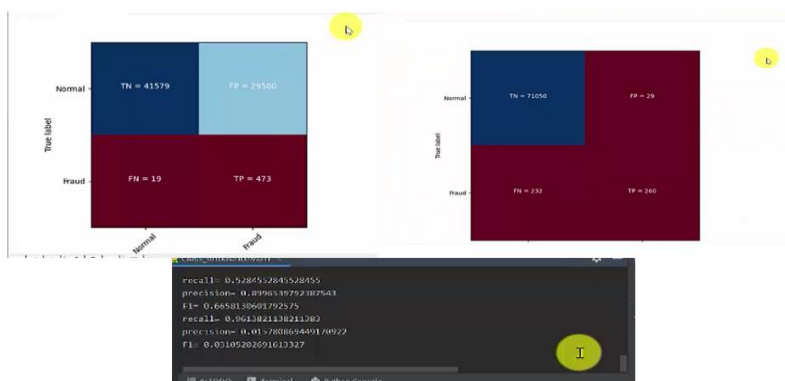 Normal
TN = 41579
FP = 29500
True label
Fraud
FN = 19
TP = 473
Normal
Fraud
Normal
TN = 71050
FP = 29
True label
Fraud
FN = 232
TP = 260
recall= 0.5284552845528455
precision= 0.8996539792387543
F1= 0.6658130601792575
recall= 0.9613821138211383
precision= 0.015780869449170922
F1= 0.03105202691613327
Terminal
Python Console